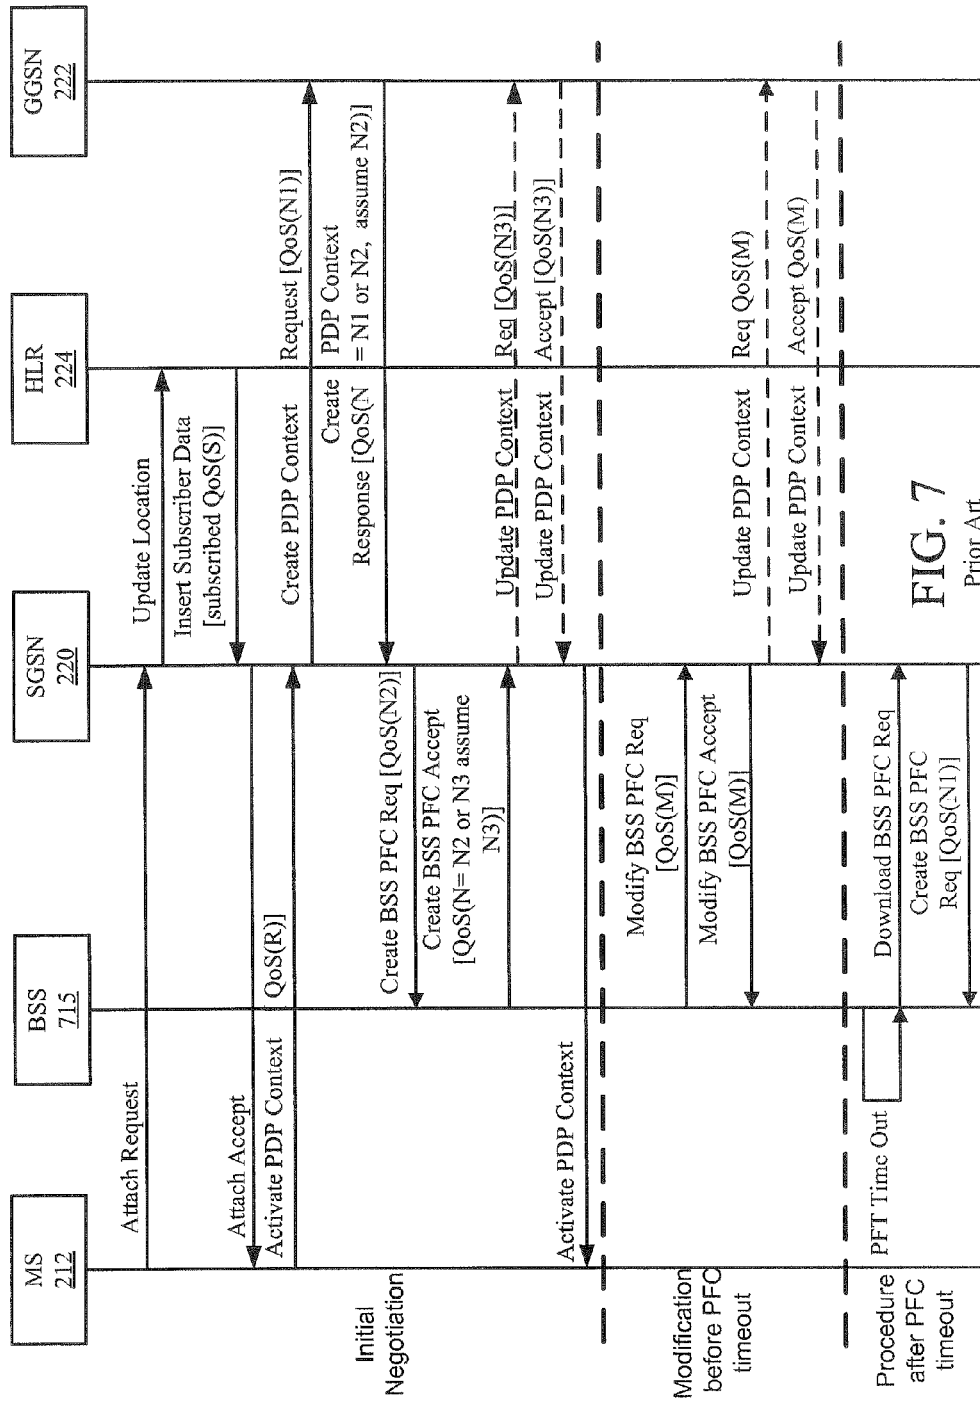 MS
212
BSS
715
SGSN
220
HLR
224
GGSN
222
Attach Request
Update Location
Insert Subscriber Data
[subscribed QoS(S)]
Attach Accept
Activate PDP Context QoS(R)]
Create PDP Context Request [QoS(N1)]
Create PDP Context
Response [QoS(N = N1 or N2, assume N2)]
Create BSS PFC Req [QoS(N2)]
Create BSS PFC Accept
[QoS(N= N2 or N3 assume
N3)]
Update PDP Context Req [QoS(N3)]
Update PDP Context Accept [QoS(N3)]
Activate PDP Context
Initial
Negotiation
Modify BSS PFC Req
[QoS(M)]
Modify BSS PFC Accept
[QoS(M)]
Update PDP Context Req QoS(M)
Update PDP Context Accept QoS(M)
Modification
before PFC
timeout
PFT Time Out
Download BSS PFC Req
Create BSS PFC
Req [QoS(N1)]
Procedure
after PFC
timeout
FIG. 7
Prior Art